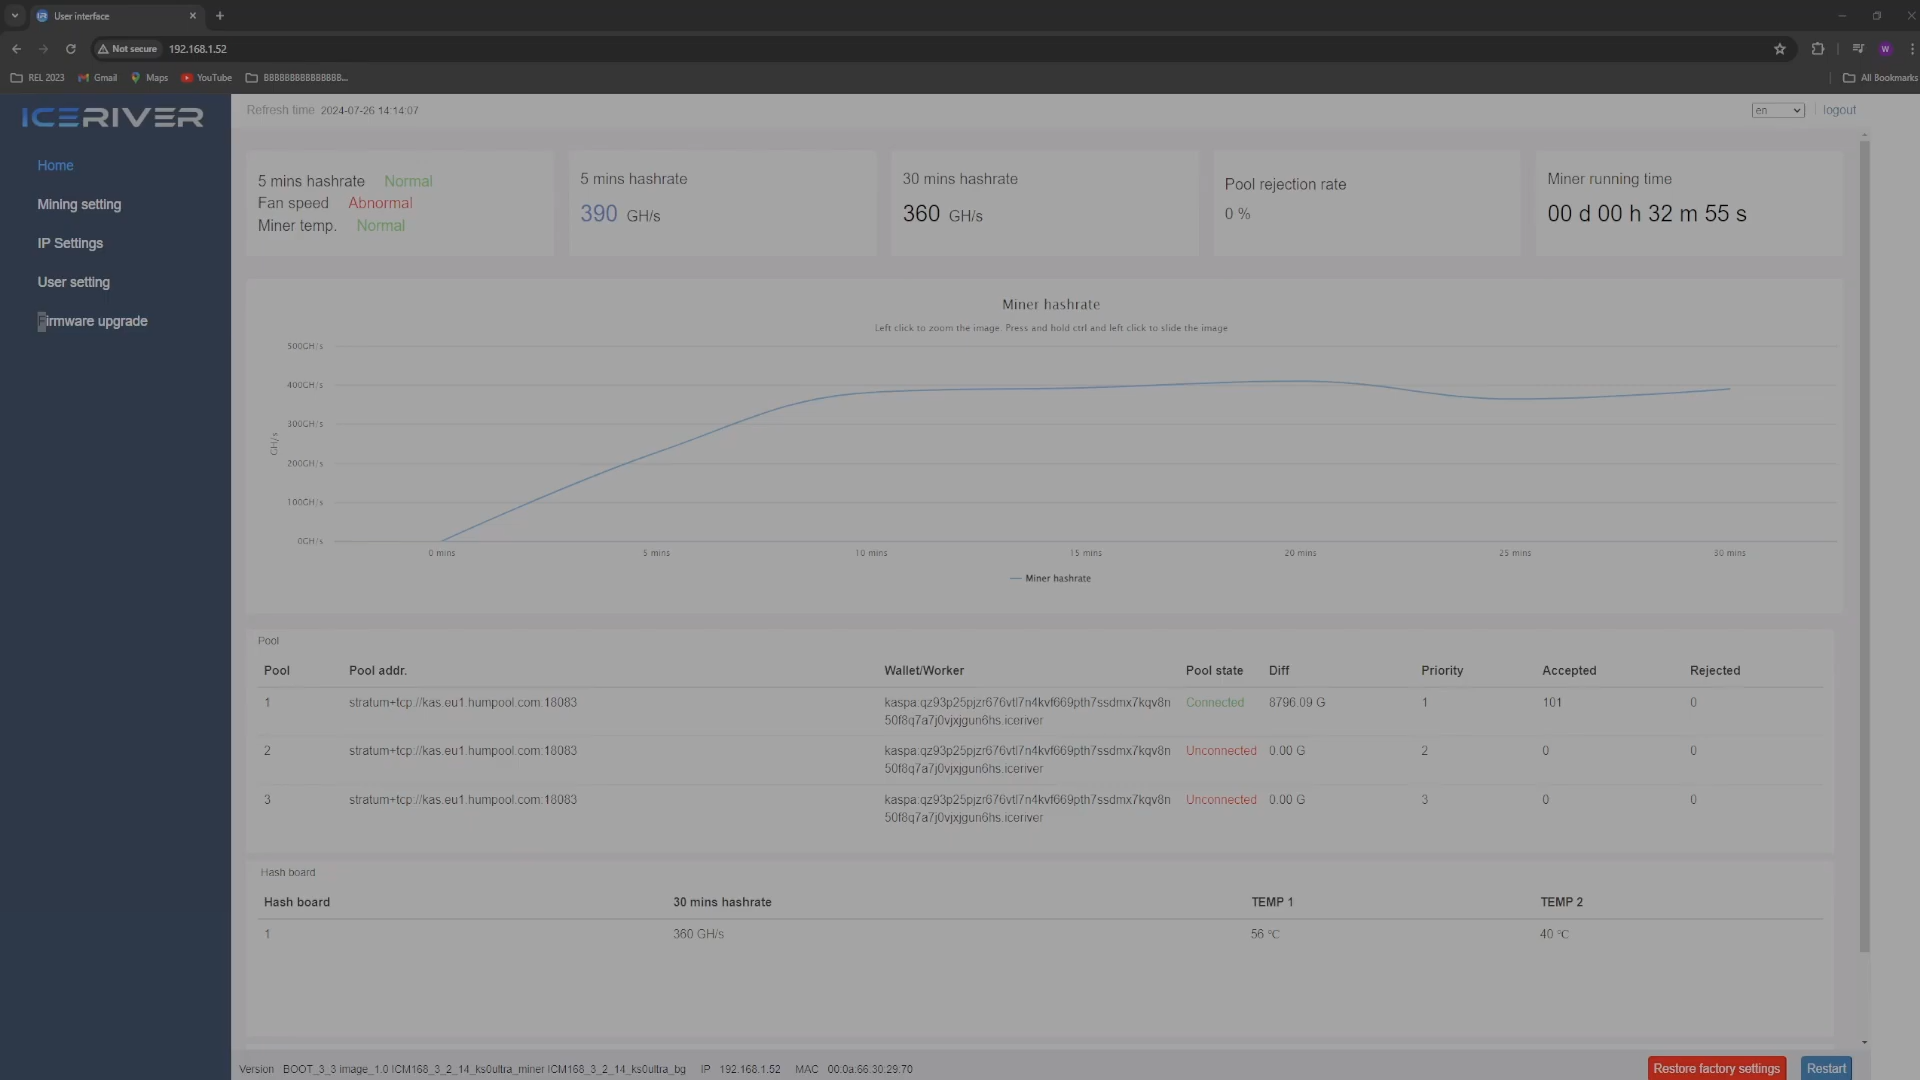 User interface
Not secure 192.168.1.52
REL 2023 Gmail Maps YouTube BBBBBBBBBBBBBBB... All Bookmarks
W
ICERIVER
Refresh time 2024-07-26 14:14:07
en logout
Home
Mining setting
IP Settings
User setting
Firmware upgrade
5 mins hashrate Normal
Fan speed Abnormal
Miner temp. Normal
5 mins hashrate
390 GH/s
30 mins hashrate
360 GH/s
Pool rejection rate
0 %
Miner running time
00 d 00 h 32 m 55 s
Miner hashrate
Left click to zoom the image. Press and hold ctrl and left click to slide the image
500GH/s
400GH/s
300GH/s
200GH/s
100GH/s
0GH/s
GH/s
0 mins 5 mins 10 mins 15 mins 20 mins 25 mins 30 mins
Miner hashrate
Pool
Pool Pool addr. Wallet/Worker Pool state Diff Priority Accepted Rejected
1 stratum+tcp://kas.eu1.humpool.com:18083 kaspa:qz93p25pjzr676vtl7n4kvf669pth7ssdmx7kqv8n Connected 8796.09 G 1 101 0
50f8q7a7j0vjxjgun6hs.iceriver
2 stratum+tcp://kas.eu1.humpool.com:18083 kaspa:qz93p25pjzr676vtl7n4kvf669pth7ssdmx7kqv8n Unconnected 0.00 G 2 0 0
50f8q7a7j0vjxjgun6hs.iceriver
3 stratum+tcp://kas.eu1.humpool.com:18083 kaspa:qz93p25pjzr676vtl7n4kvf669pth7ssdmx7kqv8n Unconnected 0.00 G 3 0 0
50f8q7a7j0vjxjgun6hs.iceriver
Hash board
Hash board 30 mins hashrate TEMP 1 TEMP 2
1 360 GH/s 56 °C 40 °C
Version BOOT_3_3 image_1.0 ICM168_3_2_14_ks0ultra_miner ICM168_3_2_14_ks0ultra_bg IP 192.168.1.52 MAC 00:0a:66:30:29:70
Restore factory settings Restart